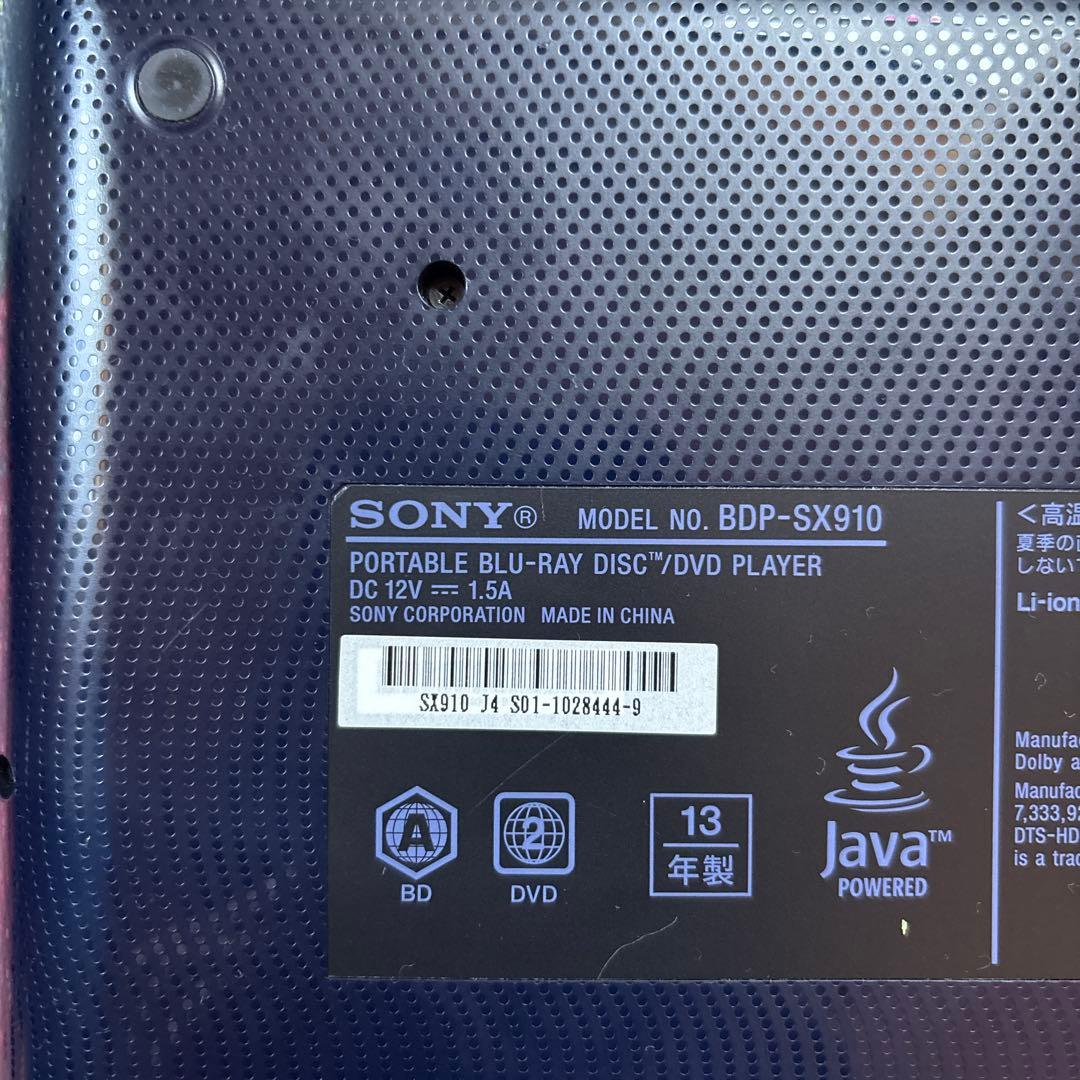 SONY® MODEL NO. BDP-SX910
PORTABLE BLU-RAY DISC™/DVD PLAYER
DC 12V ⎓ 1.5A
SONY CORPORATION MADE IN CHINA
SX910 J4 S01-1028444-9
A
BD
2
DVD
13
年製
Java™
POWERED
<高温
夏季の
しない
Li-ion
Manufa
Dolby a
Manufac
7,333,92
DTS-HD
is a trad